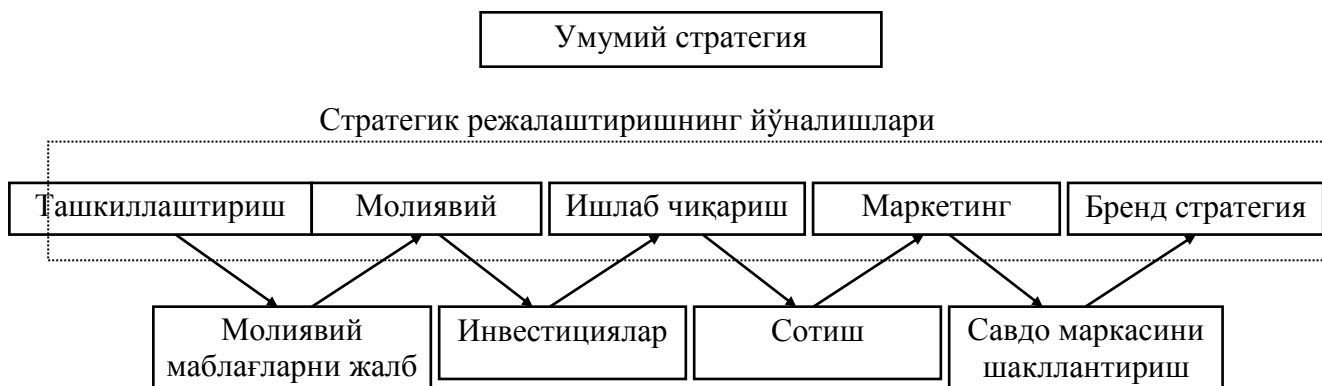 Умумий стратегия
Стратегик режалаштиришнинг йўналишлари
Ташкиллаштириш
Молиявий
Ишлаб чиқариш
Маркетинг
Бренд стратегия
Молиявий
маблағларни жалб
Инвестициялар
Сотиш
Савдо маркасини
шакллантириш